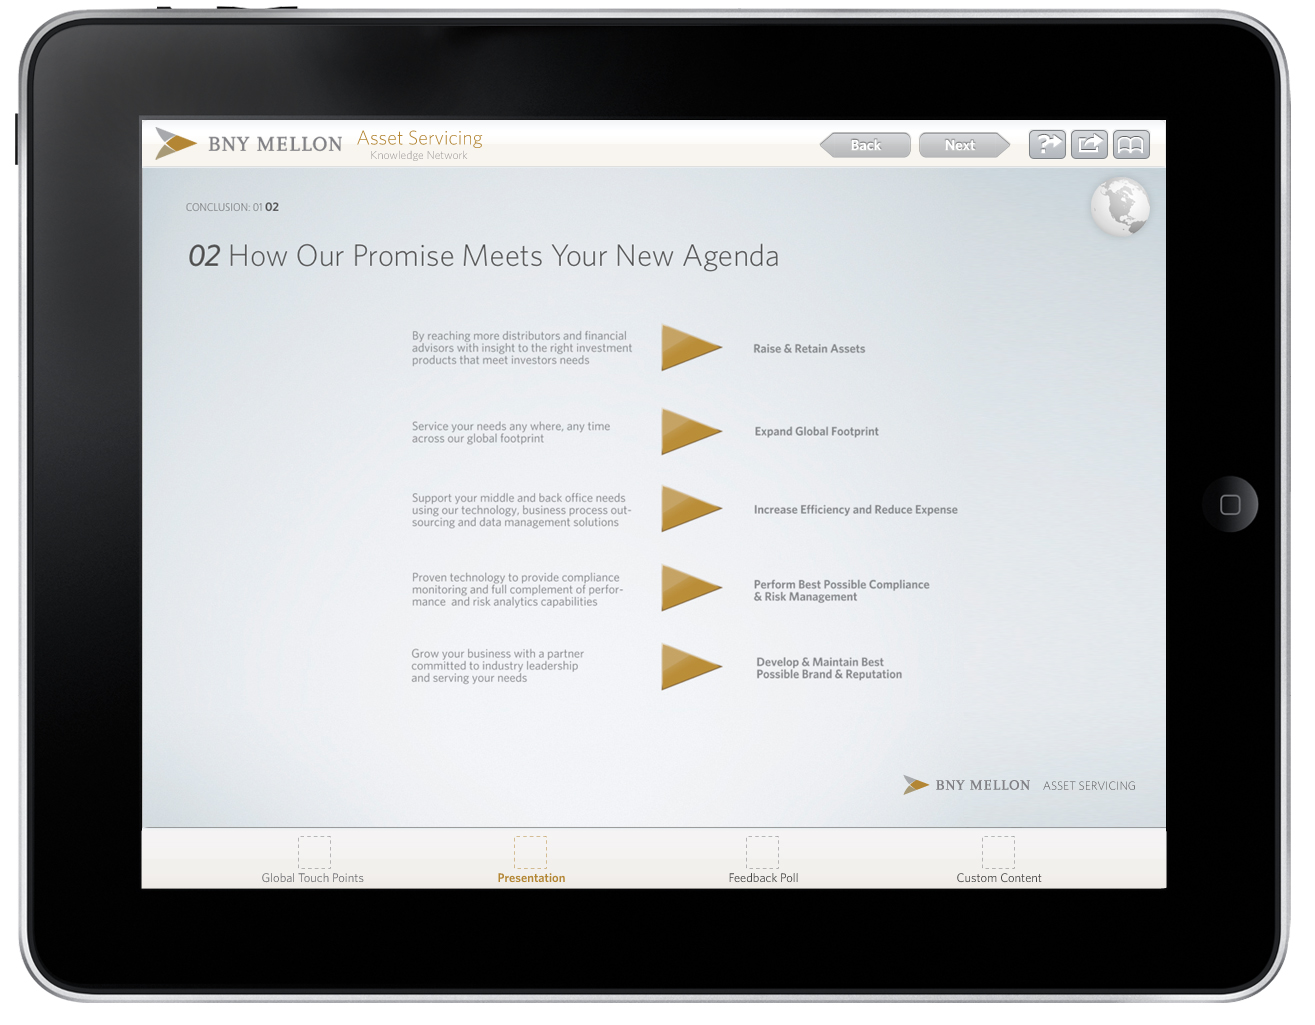 BNY MELLON
Asset Servicing
Knowledge Network
Back
Next
CONCLUSION: 01 02
02 How Our Promise Meets Your New Agenda
By reaching more distributors and financial
advisors with insight to the right investment
products that meet investors needs
Raise & Retain Assets
Service your needs any where, any time
across our global footprint
Expand Global Footprint
Support your middle and back office needs
using our technology, business process out-
sourcing and data management solutions
Increase Efficiency and Reduce Expense
Proven technology to provide compliance
monitoring and full complement of perfor-
mance and risk analytics capabilities
Perform Best Possible Compliance
& Risk Management
Grow your business with a partner
committed to industry leadership
and serving your needs
Develop & Maintain Best
Possible Brand & Reputation
BNY MELLON ASSET SERVICING
Global Touch Points
Presentation
Feedback Poll
Custom Content